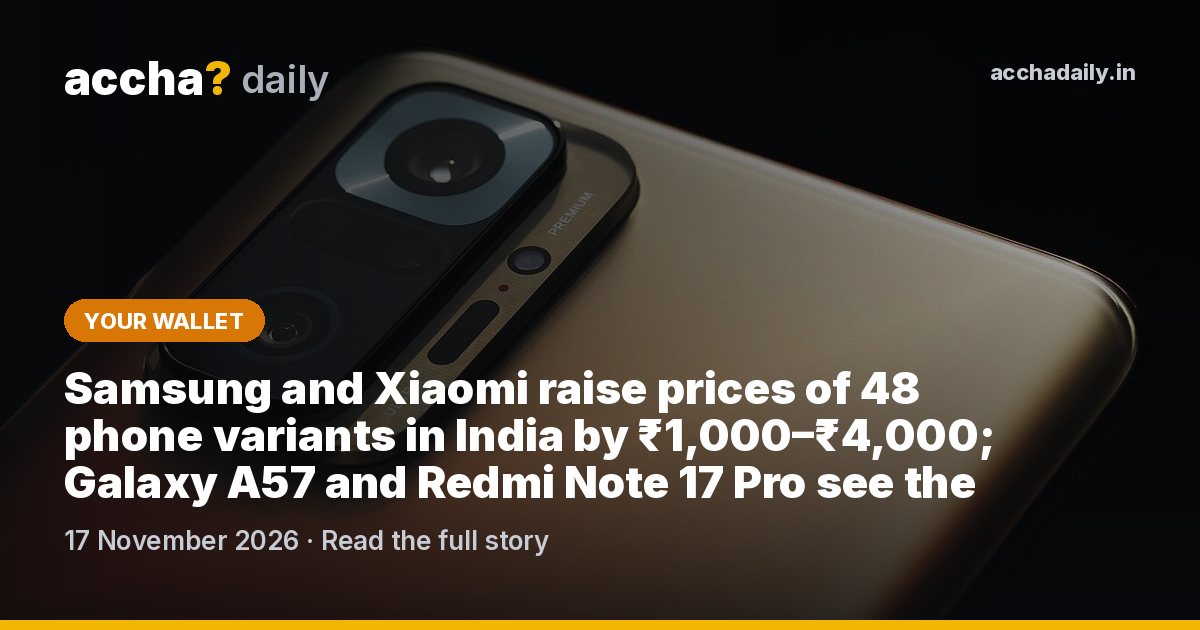 accha? daily
acchadaily.in
PREMIUM
YOUR WALLET
Samsung and Xiaomi raise prices of 48
phone variants in India by ₹1,000–₹4,000;
Galaxy A57 and Redmi Note 17 Pro see the
17 November 2026 · Read the full story